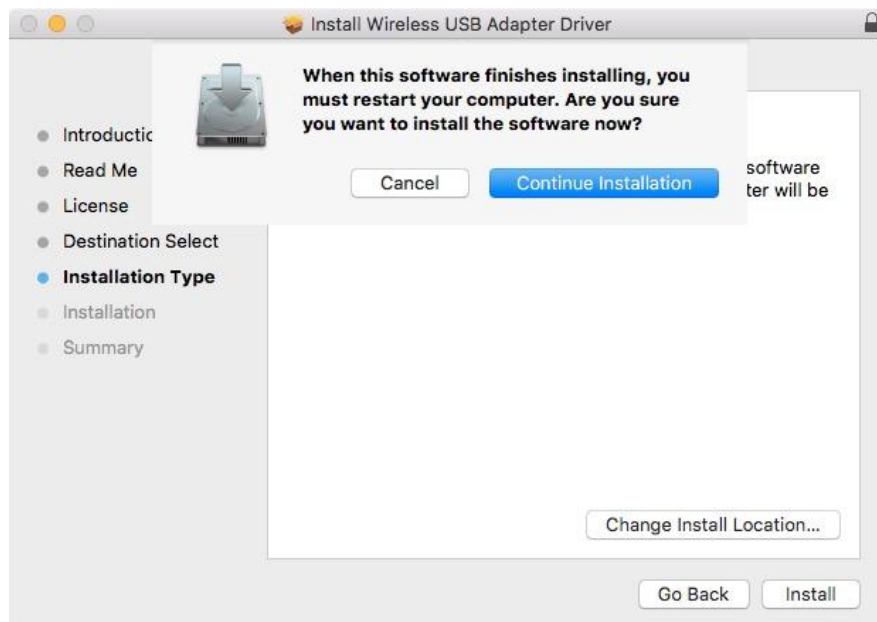 Install Wireless USB Adapter Driver
When this software finishes installing, you
must restart your computer. Are you sure
you want to install the software now?
Cancel
Continue Installation
Read Me
License
Destination Select
Installation Type
Installation
Summary
software
will be
Change Install Location...
Go Back
Install